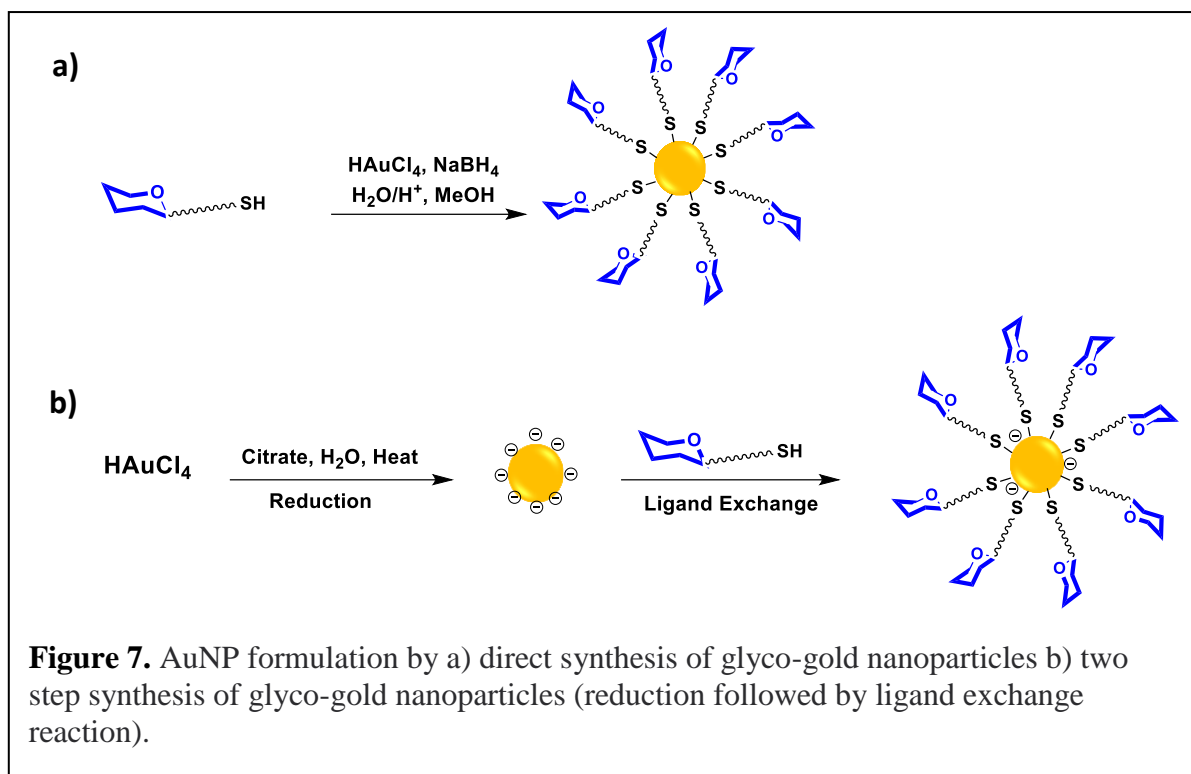 a)
O
SH
HAuCl₄, NaBH₄
H₂O/H⁺, MeOH
O O O O O O O O
S S S S S S S S
b)
HAuCl₄
Citrate, H₂O, Heat
Reduction
⊖ ⊖ ⊖ ⊖ ⊖ ⊖ ⊖ ⊖
O
SH
Ligand Exchange
O O O O O O O O
S S S S S S S S
⊖ ⊖ ⊖
Figure 7. AuNP formulation by a) direct synthesis of glyco-gold nanoparticles b) two
step synthesis of glyco-gold nanoparticles (reduction followed by ligand exchange
reaction).